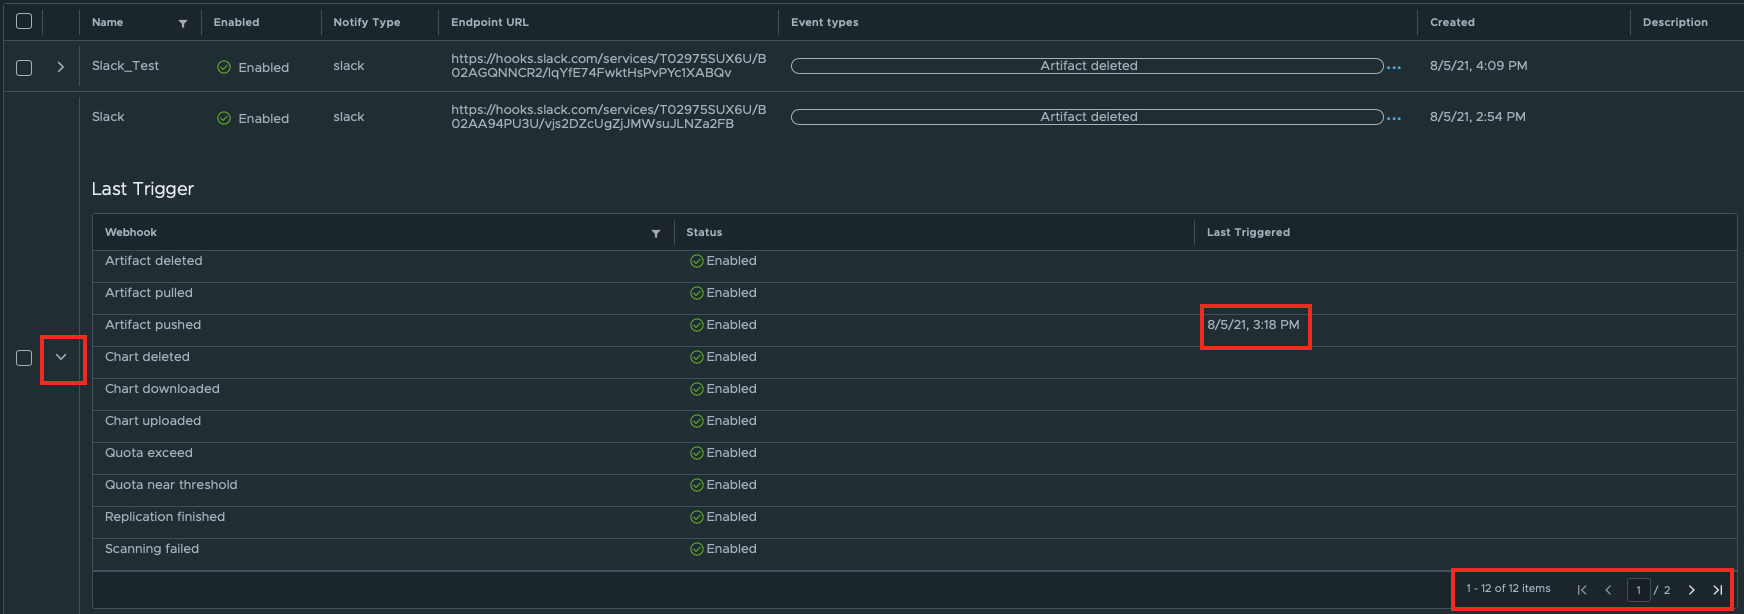 Name Enabled Notify Type Endpoint URL Event types Created Description
Slack_Test Enabled slack https://hooks.slack.com/services/T02975SUX6U/B Artifact deleted ... 8/5/21, 4:09 PM
02AGQNNCR2/lqYfE74FwktHsPvPYc1XABQv
Slack Enabled slack https://hooks.slack.com/services/T02975SUX6U/B Artifact deleted ... 8/5/21, 2:54 PM
02AA94PU3U/vjs2DZcUgZjJMWsuJLNZa2FB
Last Trigger
Webhook Status Last Triggered
Artifact deleted Enabled
Artifact pulled Enabled
Artifact pushed Enabled 8/5/21, 3:18 PM
Chart deleted Enabled
Chart downloaded Enabled
Chart uploaded Enabled
Quota exceed Enabled
Quota near threshold Enabled
Replication finished Enabled
Scanning failed Enabled
1 - 12 of 12 items 1 / 2